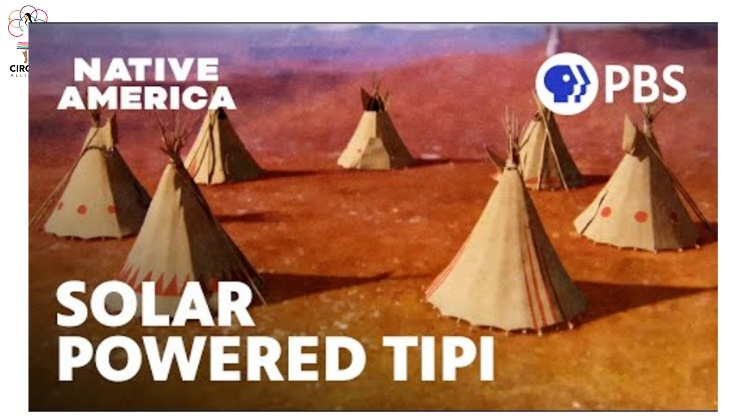 NATIVE
AMERICA
PBS
SOLAR
POWERED TIPI